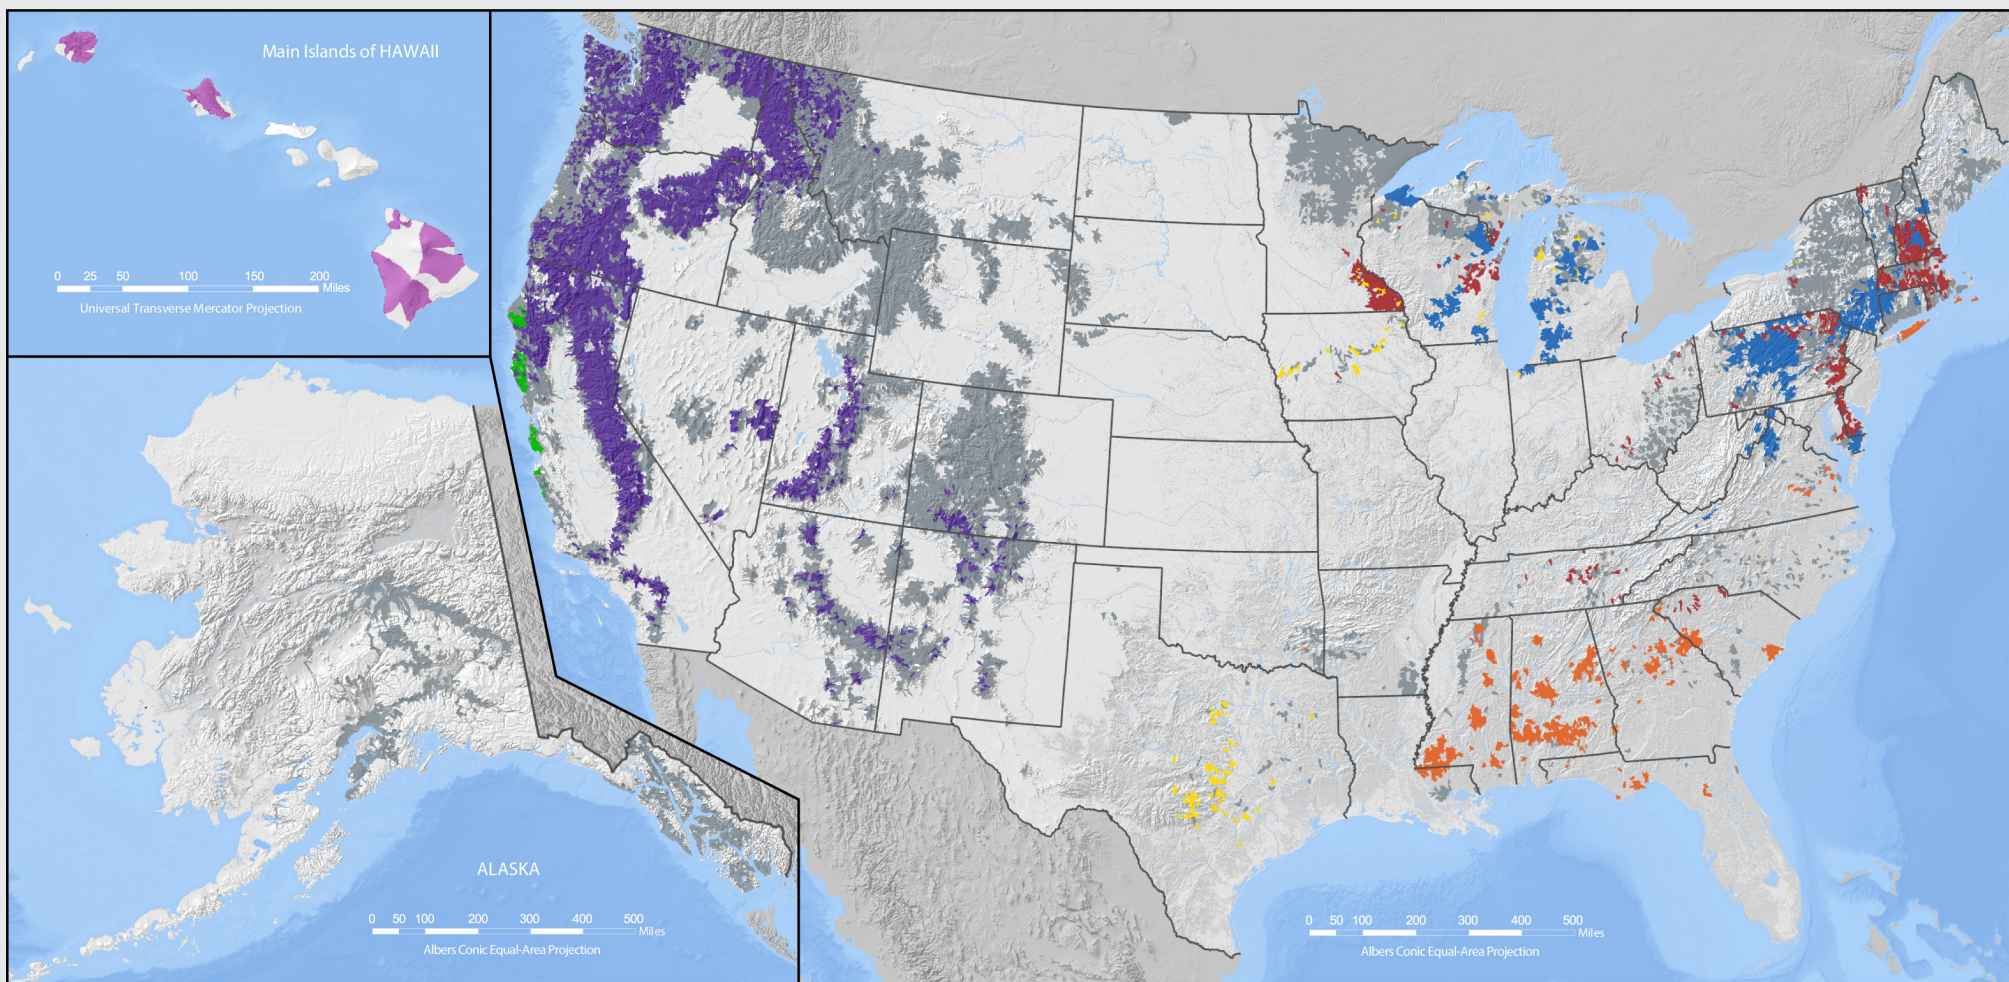 Main Islands of HAWAII
0 25 50 100 150 200 Miles
Universal Transverse Mercator Projection
ALASKA
0 50 100 200 300 400 500 Miles
Albers Conic Equal-Area Projection
0 50 100 200 300 400 500 Miles
Albers Conic Equal-Area Projection